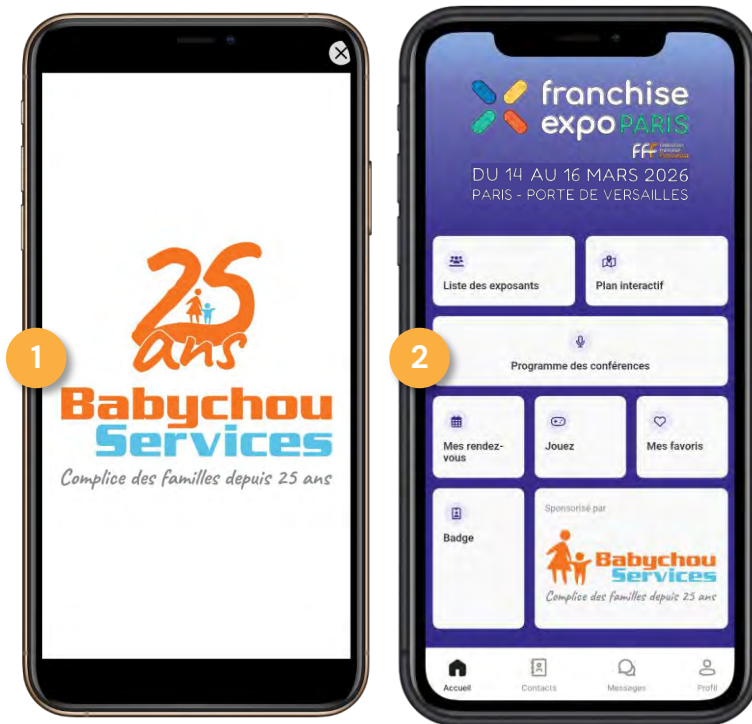 25
ans
Babychou
Services
Complice des familles depuis 25 ans
1
franchise
expo PARIS
FFF
DU 14 AU 16 MARS 2026
PARIS - PORTE DE VERSAILLES
Liste des exposants
Plan interactif
2
Programme des conférences
Mes rendez-
vous
Jouez
Mes favoris
Badge
Sponsorisé par
Babychou
Services
Complice des familles depuis 25 ans
Accueil
Contacts
Messages
Profil